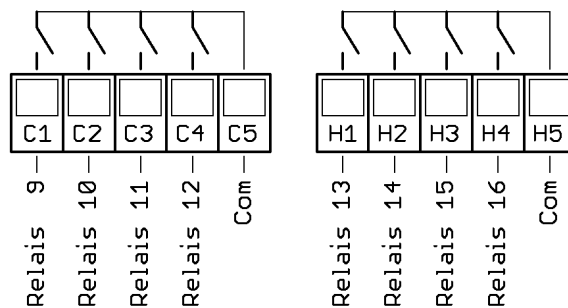 C1 C2 C3 C4 C5
H1 H2 H3 H4 H5
Relais 9
Relais 10
Relais 11
Relais 12
Com
Relais 13
Relais 14
Relais 15
Relais 16
Com